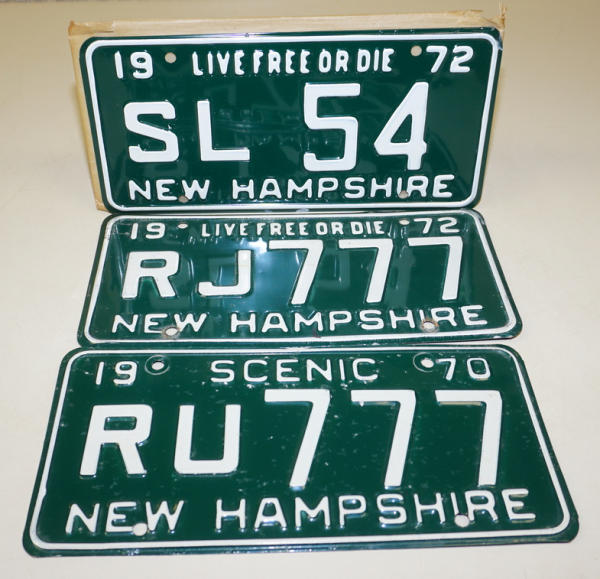 19 LIVE FREE OR DIE 72
SL 54
NEW HAMPSHIRE
19 LIVE FREE OR DIE 72
RJ 777
NEW HAMPSHIRE
19 SCENIC 70
RU 777
NEW HAMPSHIRE